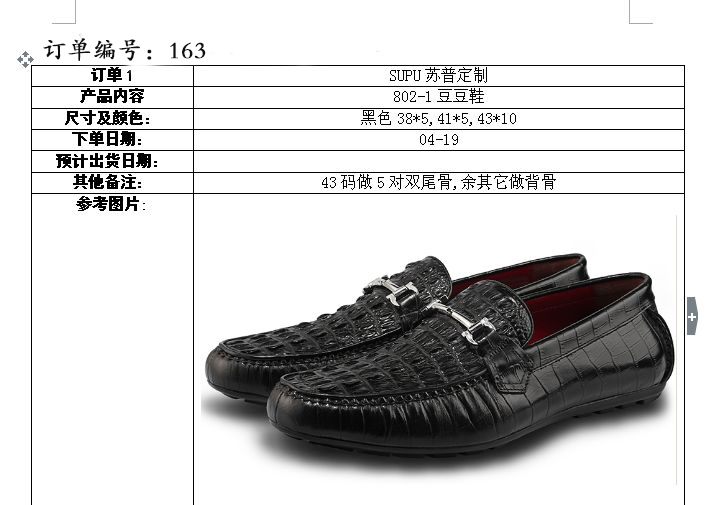 订单编号：163
订单1 SUPU苏普定制
产品内容 802-1豆豆鞋
尺寸及颜色： 黑色38*5,41*5,43*10
下单日期： 04-19
预计出货日期：
其他备注： 43码做5对双尾骨,余其它做背骨
参考图片: